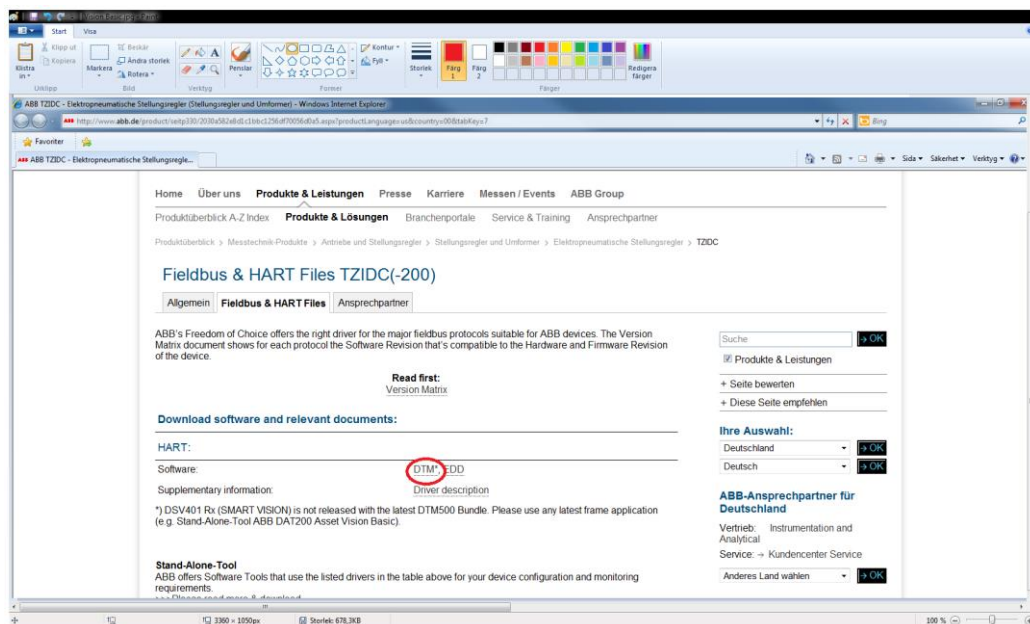 Start Visa
Klipp ut
Kopiera
Klistra in
Markera
Beskär
Ändra storlek
Rotera
Penslar
Kontur
Fyll
Storlek
Färg 1
Färg 2
Redigera färger
Urklipp Bild Verktyg Former Färger
ABB TZIDC - Elektropneumatische Stellungsregler (Stellungsregler und Umformer) - Windows Internet Explorer
Bing
Favoriter
ABB ABB TZIDC - Elektropneumatische Stellungsregle...
Sida Säkerhet Verktyg
Home Über uns Produkte & Leistungen Presse Karriere Messen / Events ABB Group
Produktüberblick A-Z Index Produkte & Lösungen Branchenportale Service & Training Ansprechpartner
Produktüberblick > Messtechnik-Produkte > Antriebe und Stellungsregler > Stellungsregler und Umformer > Elektropneumatische Stellungsregler > TZIDC
Fieldbus & HART Files TZIDC(-200)
Allgemein Fieldbus & HART Files Ansprechpartner
ABB's Freedom of Choice offers the right driver for the major fieldbus protocols suitable for ABB devices. The Version
Matrix document shows for each protocol the Software Revision that's compatible to the Hardware and Firmware Revision
of the device.
Read first:
Version Matrix
Download software and relevant documents:
HART:
Software: DTM*, EDD
Supplementary information: Driver description
*) DSV401 Rx (SMART VISION) is not released with the latest DTM500 Bundle. Please use any latest frame application
(e.g. Stand-Alone-Tool ABB DAT200 Asset Vision Basic).
Stand-Alone-Tool
ABB offers Software Tools that use the listed drivers in the table above for your device configuration and monitoring
requirements.
Suche → OK
Produkte & Leistungen
+ Seite bewerten
+ Diese Seite empfehlen
Ihre Auswahl:
Deutschland → OK
Deutsch → OK
ABB-Ansprechpartner für
Deutschland
Vertrieb: Instrumentation and
Analytical
Service: → Kundencenter Service
Anderes Land wählen → OK
3360 × 1050px Storlek: 678,3KB 100 %